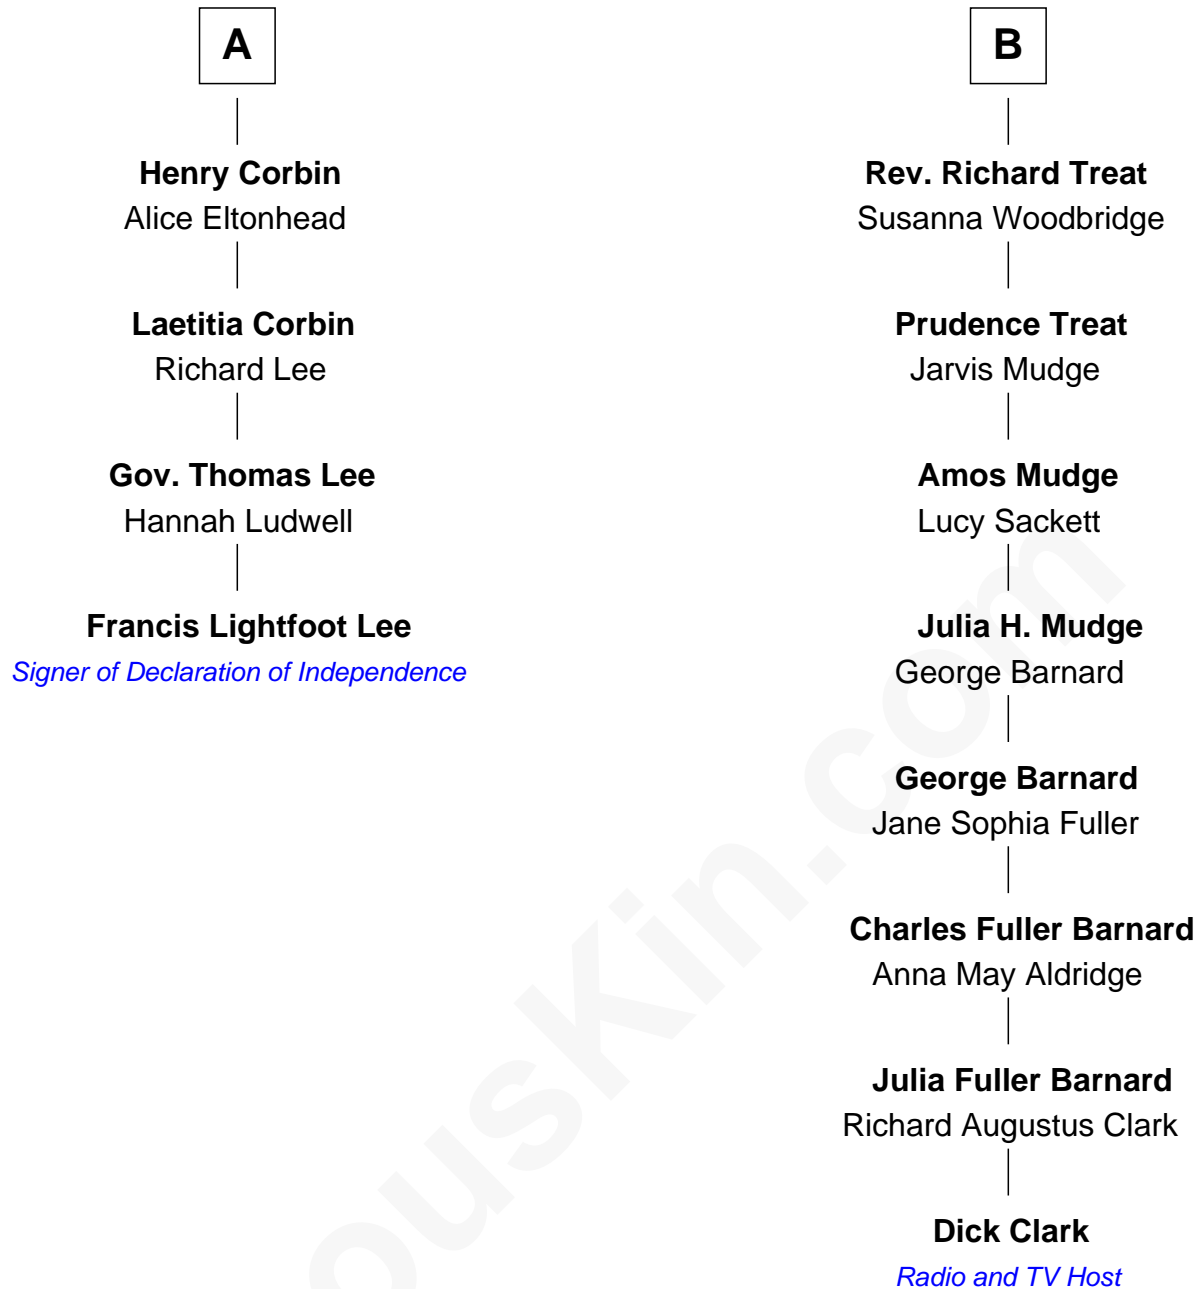 A
Henry Corbin
Alice Eltonhead
Laetitia Corbin
Richard Lee
Gov. Thomas Lee
Hannah Ludwell
Francis Lightfoot Lee
Signer of Declaration of Independence
B
Rev. Richard Treat
Susanna Woodbridge
Prudence Treat
Jarvis Mudge
Amos Mudge
Lucy Sackett
Julia H. Mudge
George Barnard
George Barnard
Jane Sophia Fuller
Charles Fuller Barnard
Anna May Aldridge
Julia Fuller Barnard
Richard Augustus Clark
Dick Clark
Radio and TV Host
ousKin.com